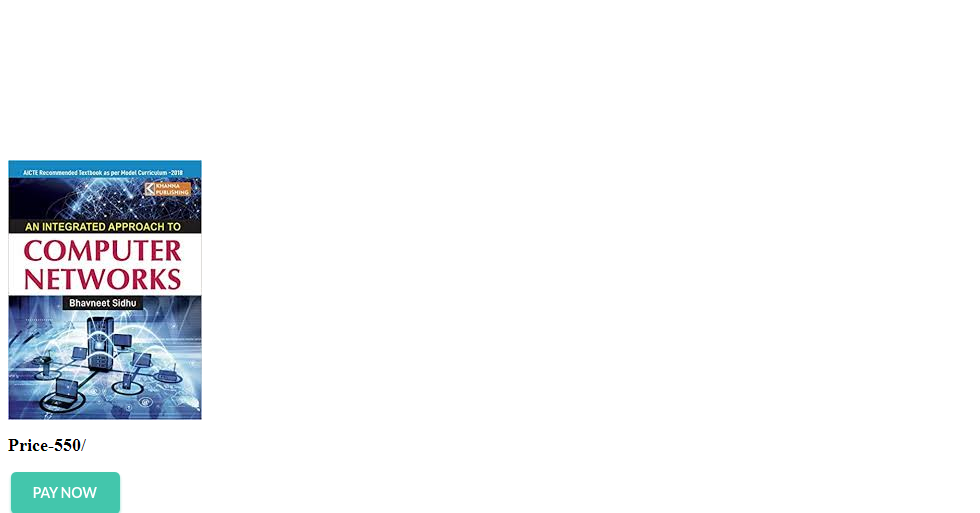 AICTE Recommended Textbook as per Model Curriculum -2018
KHANNA
PUBLISHING
AN INTEGRATED APPROACH TO
COMPUTER
NETWORKS
Bhavneet Sidhu
Price-550/
PAY NOW